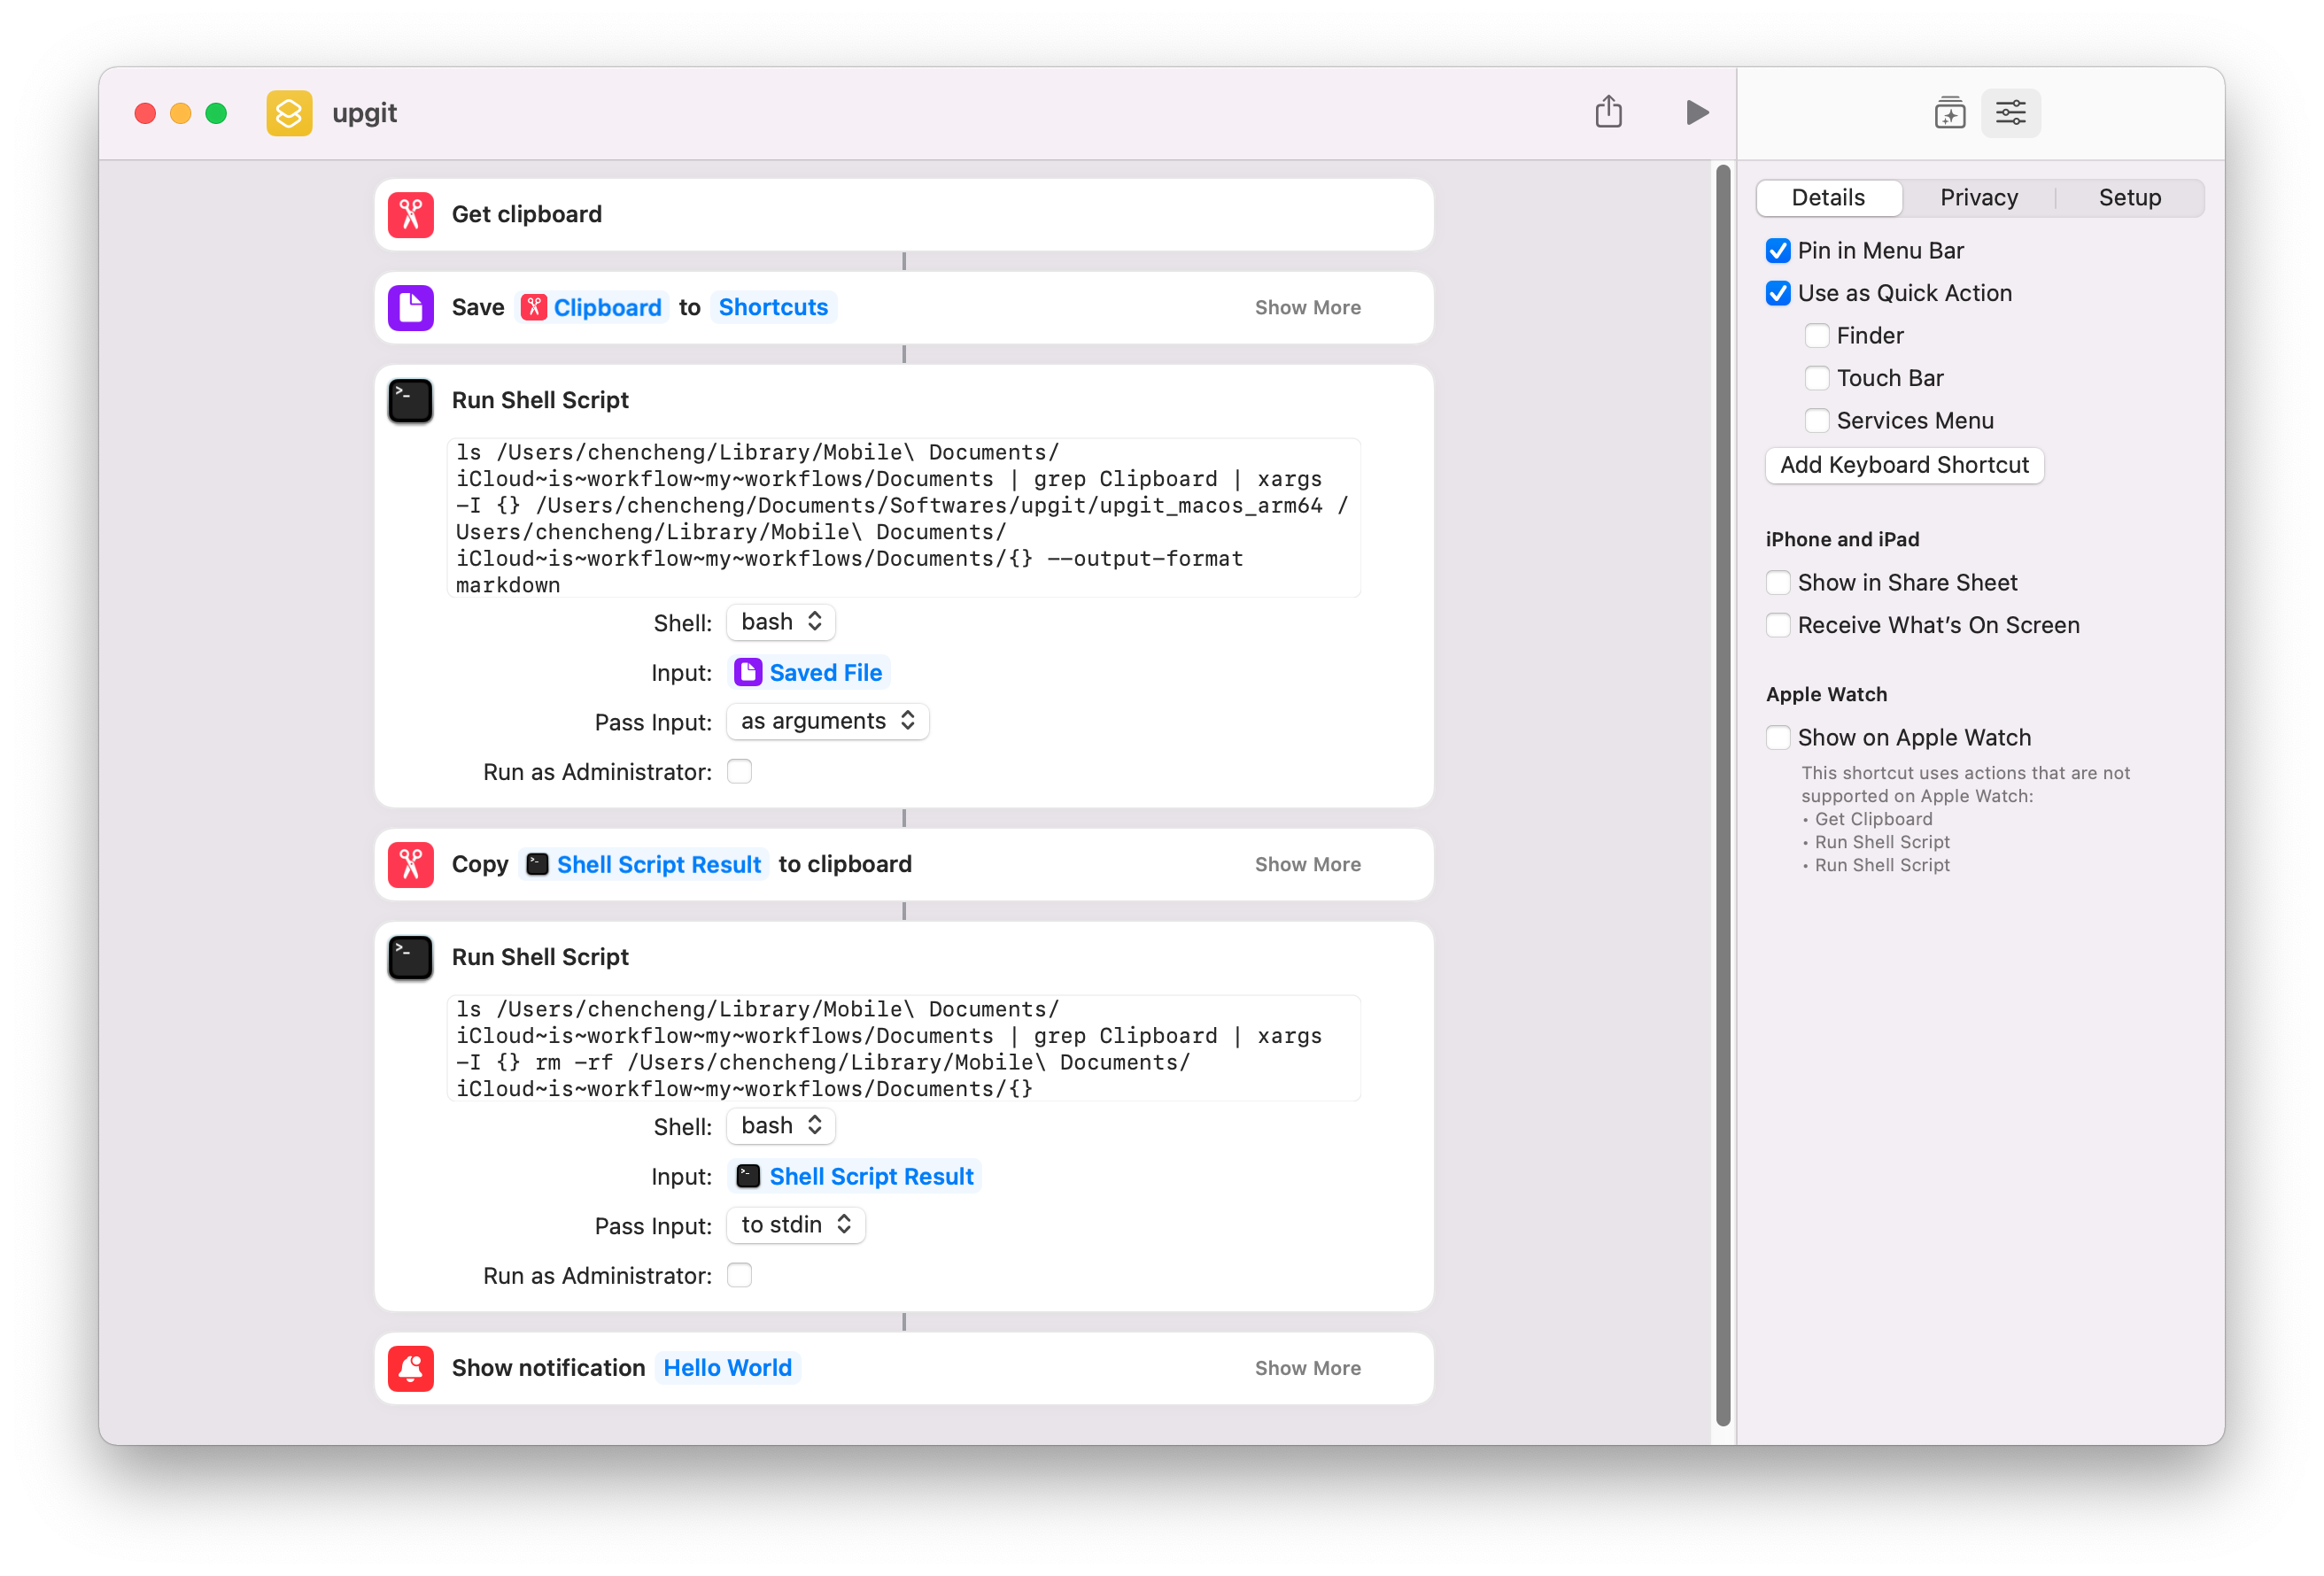 upgit
Get clipboard
Save Clipboard to Shortcuts Show More
Run Shell Script
ls /Users/chencheng/Library/Mobile\ Documents/
iCloud~is~workflow~my~workflows/Documents | grep Clipboard | xargs
-I {} /Users/chencheng/Documents/Softwares/upgit/upgit_macos_arm64 /
Users/chencheng/Library/Mobile\ Documents/
iCloud~is~workflow~my~workflows/Documents/{} --output-format
markdown
Shell: bash
Input: Saved File
Pass Input: as arguments
Run as Administrator:
Copy Shell Script Result to clipboard Show More
Run Shell Script
ls /Users/chencheng/Library/Mobile\ Documents/
iCloud~is~workflow~my~workflows/Documents | grep Clipboard | xargs
-I {} rm -rf /Users/chencheng/Library/Mobile\ Documents/
iCloud~is~workflow~my~workflows/Documents/{}
Shell: bash
Input: Shell Script Result
Pass Input: to stdin
Run as Administrator:
Show notification Hello World Show More
Details Privacy Setup
Pin in Menu Bar
Use as Quick Action
Finder
Touch Bar
Services Menu
Add Keyboard Shortcut
iPhone and iPad
Show in Share Sheet
Receive What's On Screen
Apple Watch
Show on Apple Watch
This shortcut uses actions that are not
supported on Apple Watch:
• Get Clipboard
• Run Shell Script
• Run Shell Script